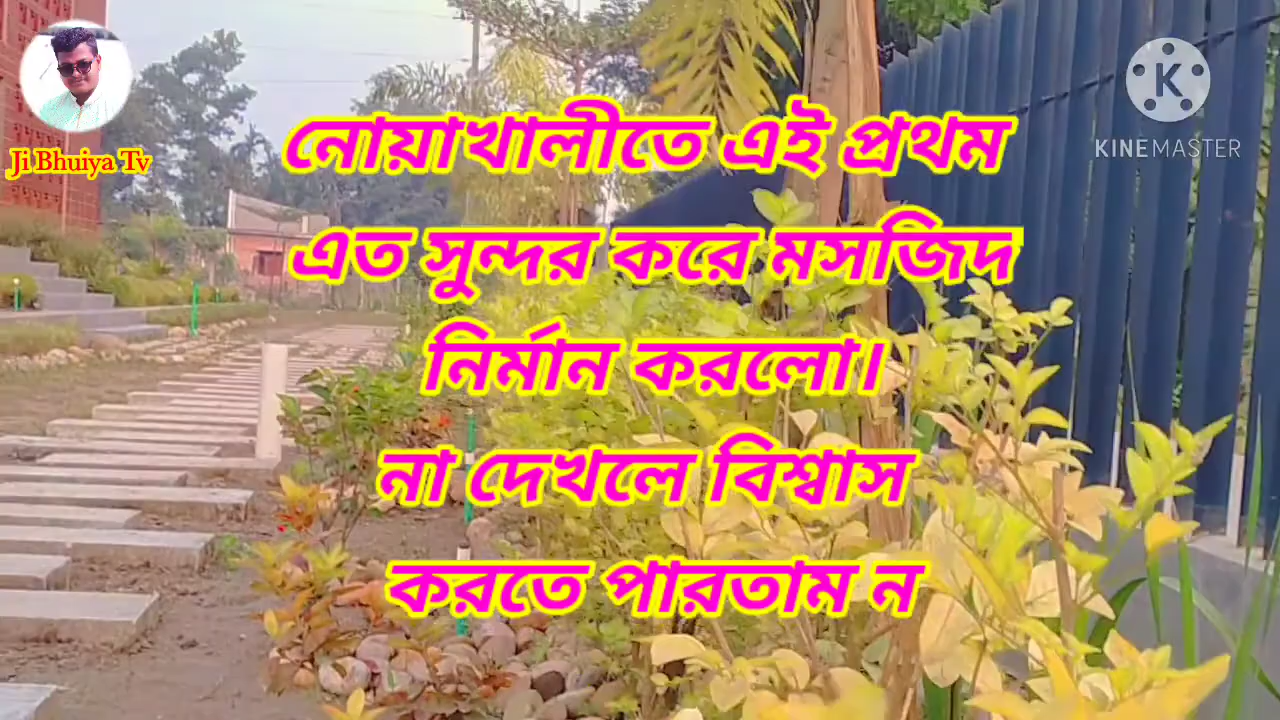 নোয়াখালীতে এই প্রথম
এত সুন্দর করে মসজিদ
নির্মান করলো।
না দেখলে বিশ্বাস
করতে পারতাম ন
Ji Bhuiya Tv
K
KINEMASTER